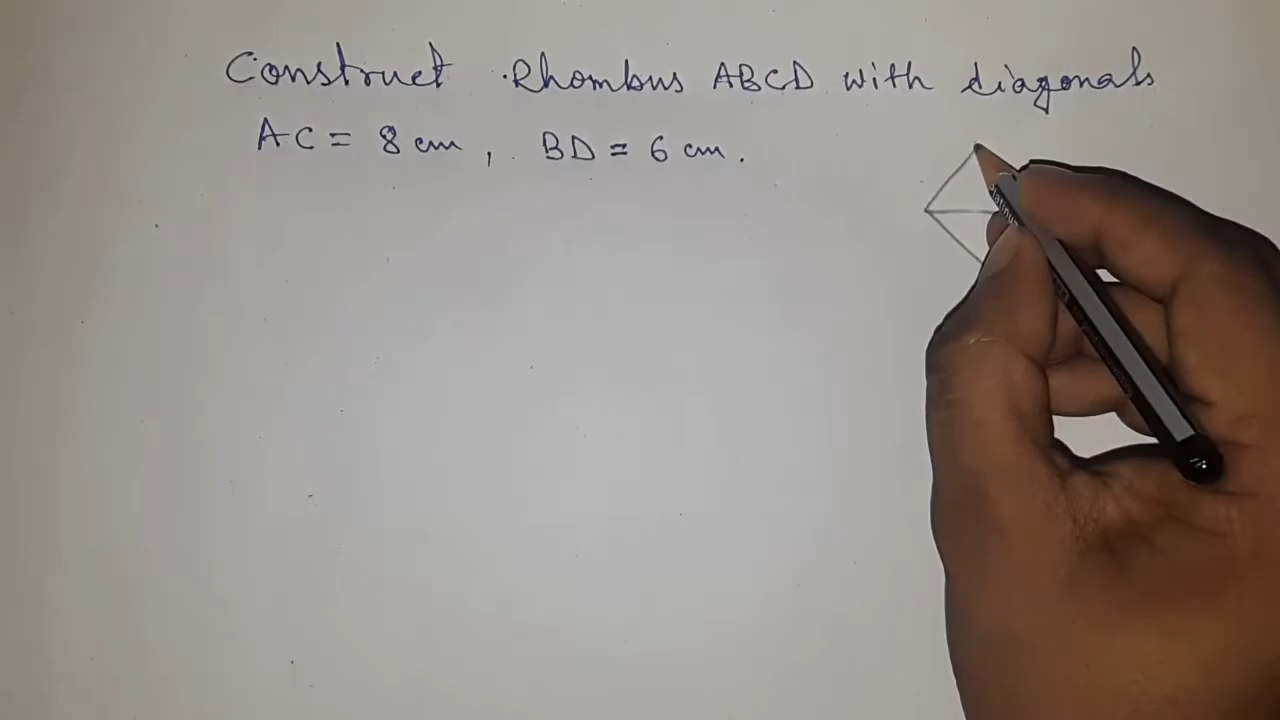 Construct Rhombus ABCD with diagonals
AC = 8 cm, BD = 6 cm.